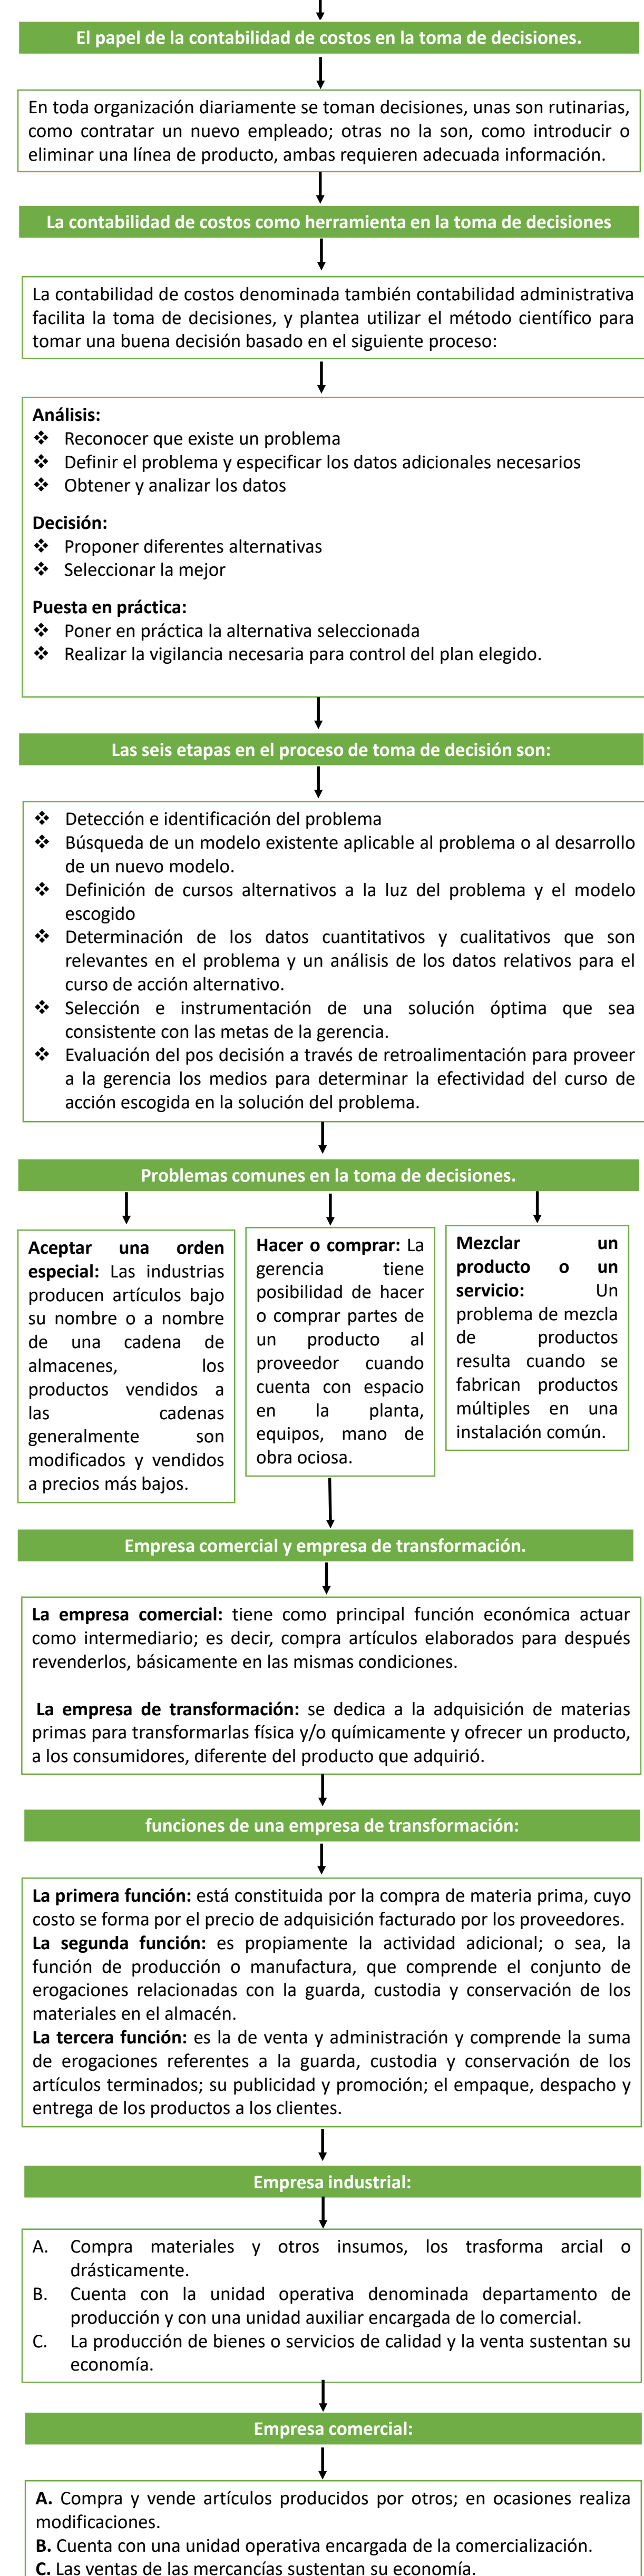 El papel de la contabilidad de costos en la toma de decisiones.
En toda organización diariamente se toman decisiones, unas son rutinarias,
como contratar un nuevo empleado; otras no la son, como introducir o
eliminar una línea de producto, ambas requieren adecuada información.
La contabilidad de costos como herramienta en la toma de decisiones
La contabilidad de costos denominada también contabilidad administrativa
facilita la toma de decisiones, y plantea utilizar el método científico para
tomar una buena decisión basado en el siguiente proceso:
Análisis:
❖ Reconocer que existe un problema
❖ Definir el problema y especificar los datos adicionales necesarios
❖ Obtener y analizar los datos
Decisión:
❖ Proponer diferentes alternativas
❖ Seleccionar la mejor
Puesta en práctica:
❖ Poner en práctica la alternativa seleccionada
❖ Realizar la vigilancia necesaria para control del plan elegido.
Las seis etapas en el proceso de toma de decisión son:
❖ Detección e identificación del problema
❖ Búsqueda de un modelo existente aplicable al problema o al desarrollo
de un nuevo modelo.
❖ Definición de cursos alternativos a la luz del problema y el modelo
escogido
❖ Determinación de los datos cuantitativos y cualitativos que son
relevantes en el problema y un análisis de los datos relativos para el
curso de acción alternativo.
❖ Selección e instrumentación de una solución óptima que sea
consistente con las metas de la gerencia.
❖ Evaluación del pos decisión a través de retroalimentación para proveer
a la gerencia los medios para determinar la efectividad del curso de
acción escogida en la solución del problema.
Problemas comunes en la toma de decisiones.
Aceptar una orden
especial: Las industrias
producen artículos bajo
su nombre o a nombre
de una cadena de
almacenes, los
productos vendidos a
las cadenas
generalmente son
modificados y vendidos
a precios más bajos.
Hacer o comprar: La
gerencia tiene
posibilidad de hacer
o comprar partes de
un producto al
proveedor cuando
cuenta con espacio
en la planta,
equipos, mano de
obra ociosa.
Mezclar un
producto o un
servicio: Un
problema de mezcla
de productos
resulta cuando se
fabrican productos
múltiples en una
instalación común.
Empresa comercial y empresa de transformación.
La empresa comercial: tiene como principal función económica actuar
como intermediario; es decir, compra artículos elaborados para después
revenderlos, básicamente en las mismas condiciones.
La empresa de transformación: se dedica a la adquisición de materias
primas para transformarlas física y/o químicamente y ofrecer un producto,
a los consumidores, diferente del producto que adquirió.
funciones de una empresa de transformación:
La primera función: está constituida por la compra de materia prima, cuyo
costo se forma por el precio de adquisición facturado por los proveedores.
La segunda función: es propiamente la actividad adicional; o sea, la
función de producción o manufactura, que comprende el conjunto de
erogaciones relacionadas con la guarda, custodia y conservación de los
materiales en el almacén.
La tercera función: es la de venta y administración y comprende la suma
de erogaciones referentes a la guarda, custodia y conservación de los
artículos terminados; su publicidad y promoción; el empaque, despacho y
entrega de los productos a los clientes.
Empresa industrial:
A. Compra materiales y otros insumos, los trasforma arcial o
drásticamente.
B. Cuenta con la unidad operativa denominada departamento de
producción y con una unidad auxiliar encargada de lo comercial.
C. La producción de bienes o servicios de calidad y la venta sustentan su
economía.
Empresa comercial:
A. Compra y vende artículos producidos por otros; en ocasiones realiza
modificaciones.
B. Cuenta con una unidad operativa encargada de la comercialización.
C. Las ventas de las mercancías sustentan su economía.